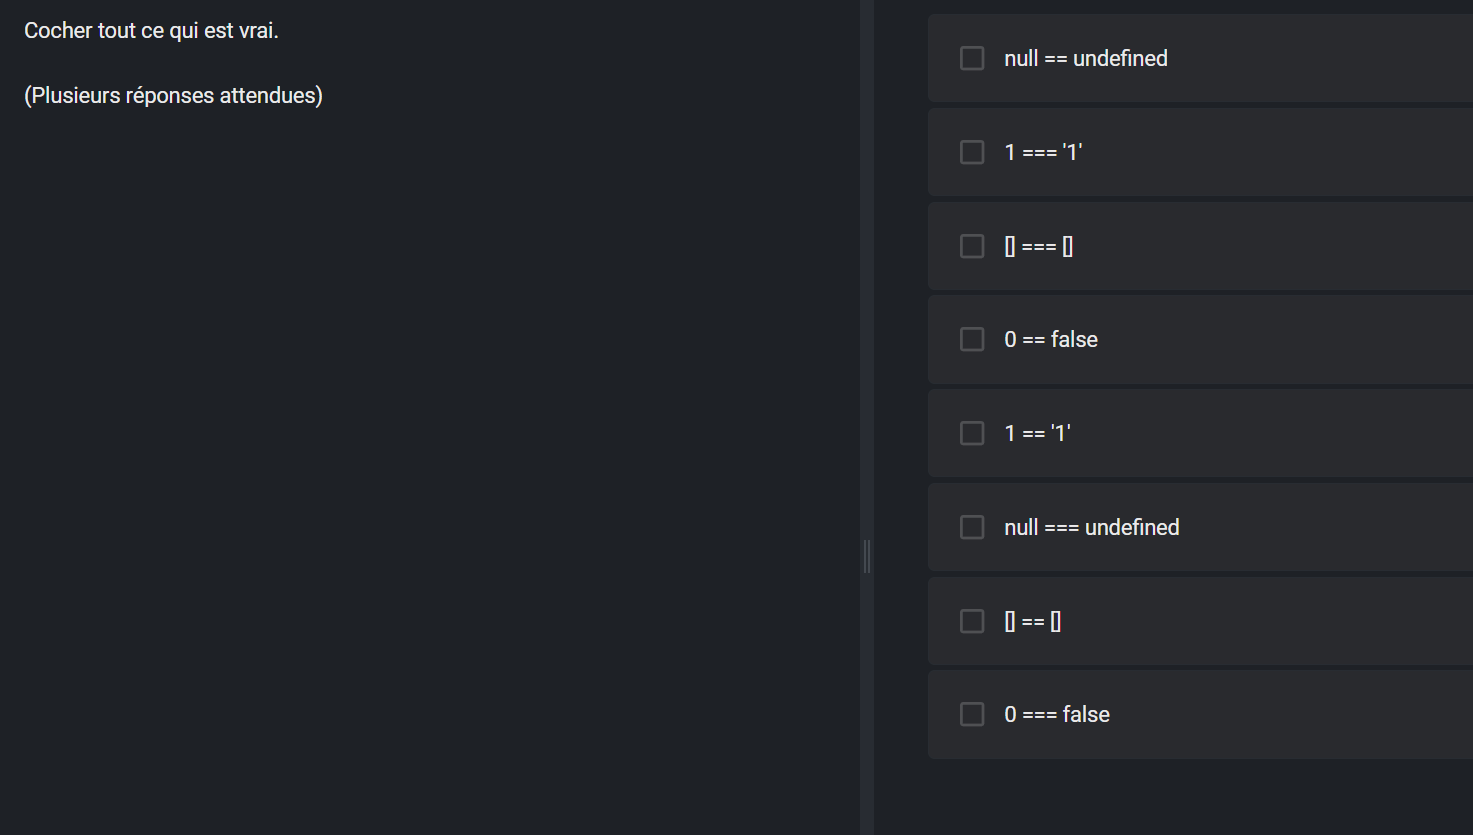 Cocher tout ce qui est vrai.
(Plusieurs réponses attendues)
null == undefined
1 === '1'
[] === []
0 == false
1 == '1'
null === undefined
[] == []
0 === false